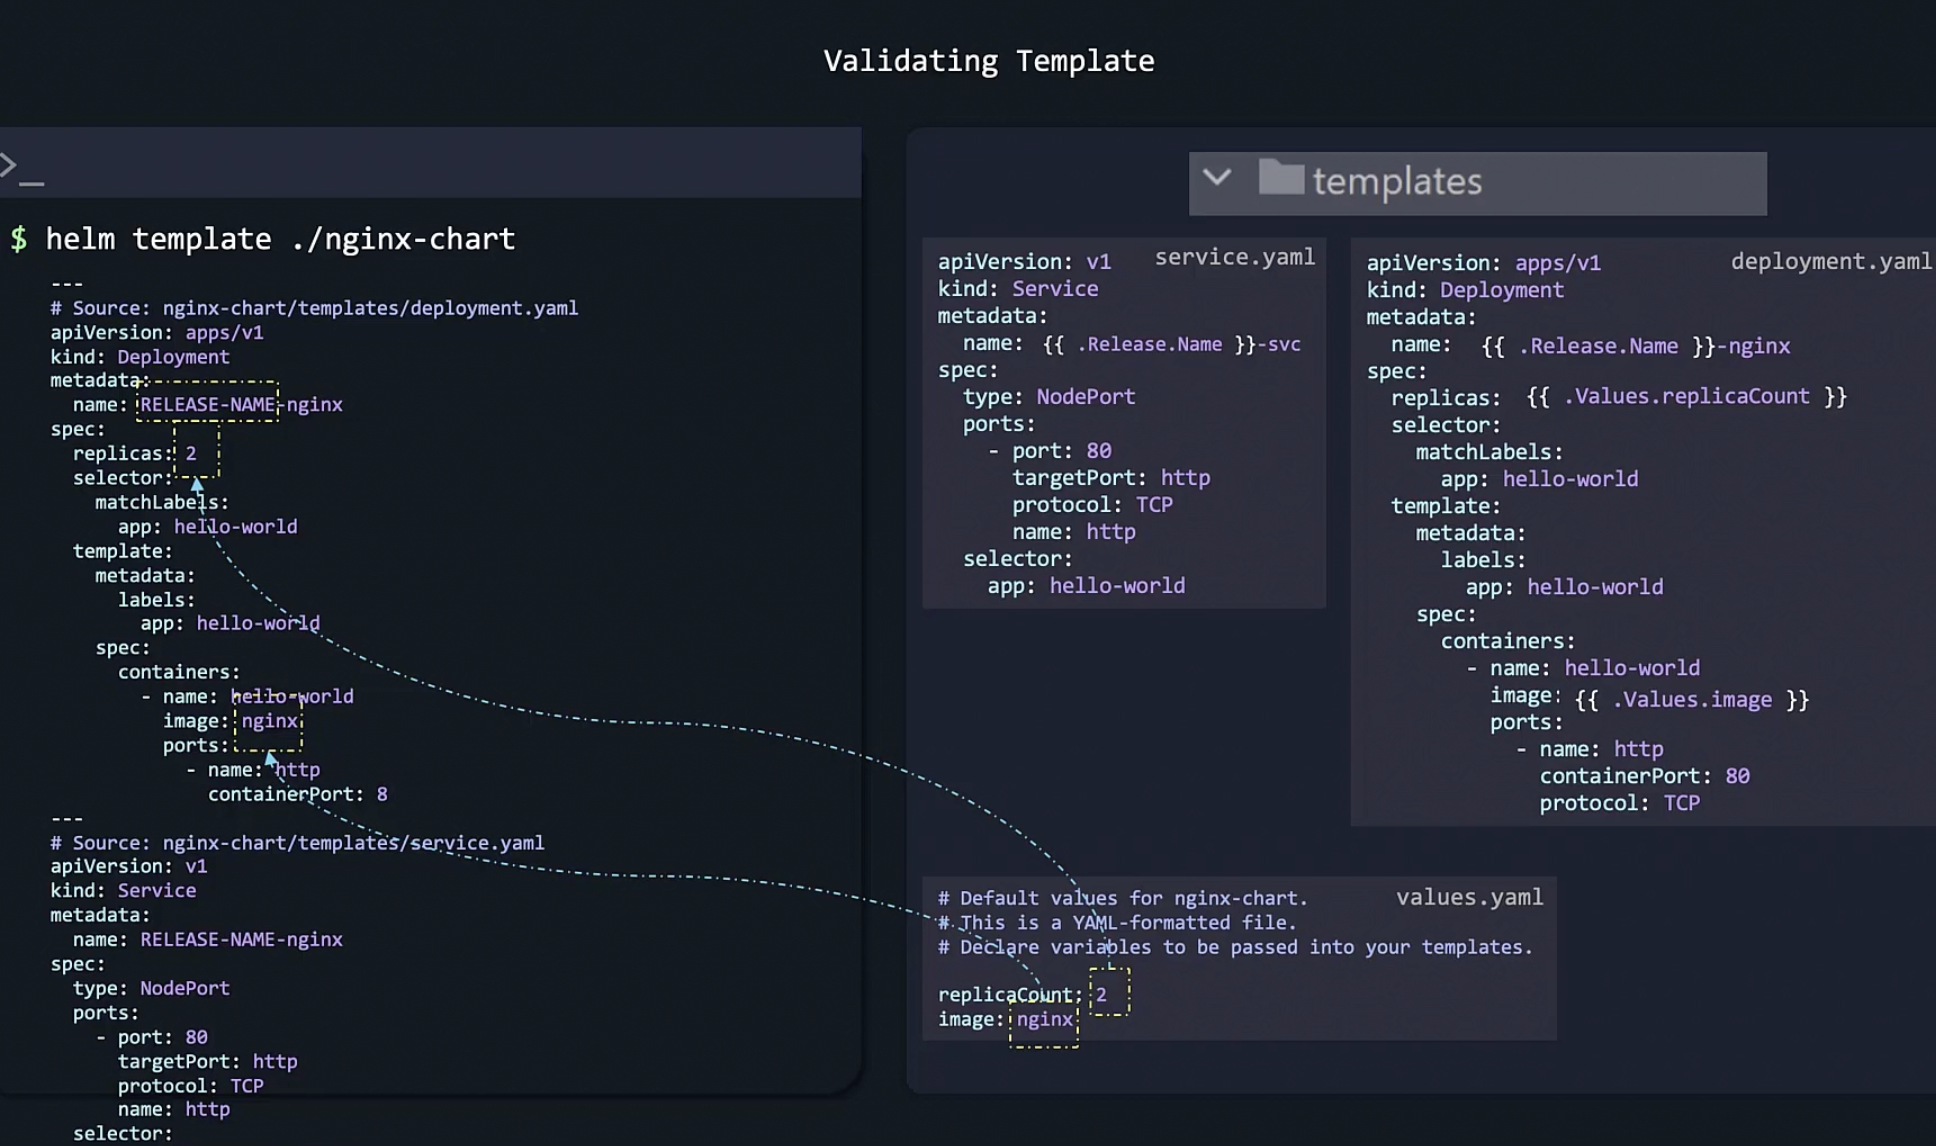 Validating Template
>_
$ helm template ./nginx-chart
---
# Source: nginx-chart/templates/deployment.yaml
apiVersion: apps/v1
kind: Deployment
metadata:
  name: RELEASE-NAME-nginx
spec:
  replicas: 2
  selector:
    matchLabels:
      app: hello-world
  template:
    metadata:
      labels:
        app: hello-world
    spec:
      containers:
        - name: hello-world
          image: nginx
          ports:
            - name: http
              containerPort: 8
---
# Source: nginx-chart/templates/service.yaml
apiVersion: v1
kind: Service
metadata:
  name: RELEASE-NAME-nginx
spec:
  type: NodePort
  ports:
    - port: 80
      targetPort: http
      protocol: TCP
      name: http
  selector:
templates
service.yaml
apiVersion: v1
kind: Service
metadata:
  name: {{ .Release.Name }}-svc
spec:
  type: NodePort
  ports:
    - port: 80
      targetPort: http
      protocol: TCP
      name: http
  selector:
    app: hello-world
deployment.yaml
apiVersion: apps/v1
kind: Deployment
metadata:
  name: {{ .Release.Name }}-nginx
spec:
  replicas: {{ .Values.replicaCount }}
  selector:
    matchLabels:
      app: hello-world
  template:
    metadata:
      labels:
        app: hello-world
    spec:
      containers:
        - name: hello-world
          image: {{ .Values.image }}
          ports:
            - name: http
              containerPort: 80
              protocol: TCP
values.yaml
# Default values for nginx-chart.
# This is a YAML-formatted file.
# Declare variables to be passed into your templates.
replicaCount: 2
image: nginx